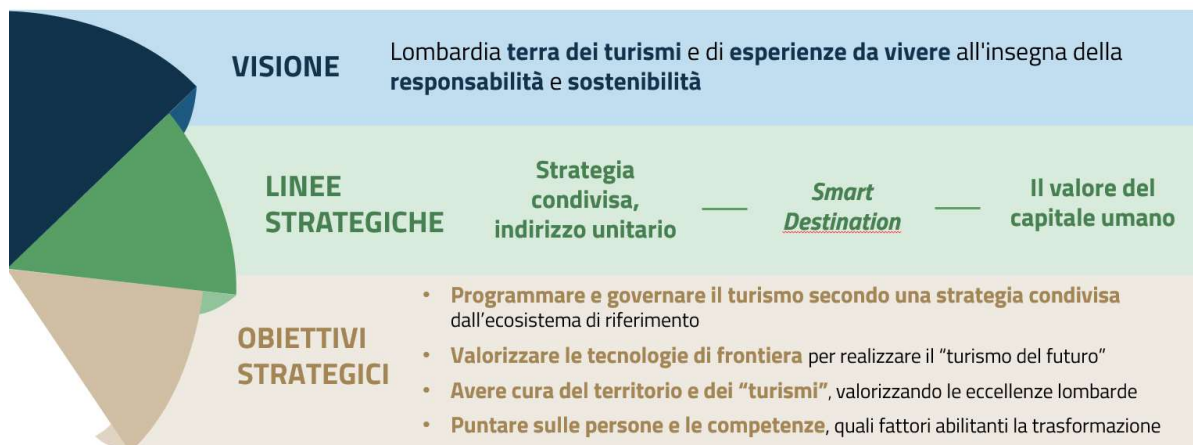 VISIONE
Lombardia terra dei turismi e di esperienze da vivere all'insegna della
responsabilità e sostenibilità
LINEE
STRATEGICHE
Strategia
condivisa,
indirizzo unitario
Smart
Destination
Il valore del
capitale umano
OBIETTIVI
STRATEGICI
• Programmare e governare il turismo secondo una strategia condivisa
dall'ecosistema di riferimento
• Valorizzare le tecnologie di frontiera per realizzare il “turismo del futuro”
• Avere cura del territorio e dei “turismi”, valorizzando le eccellenze lombarde
• Puntare sulle persone e le competenze, quali fattori abilitanti la trasformazione